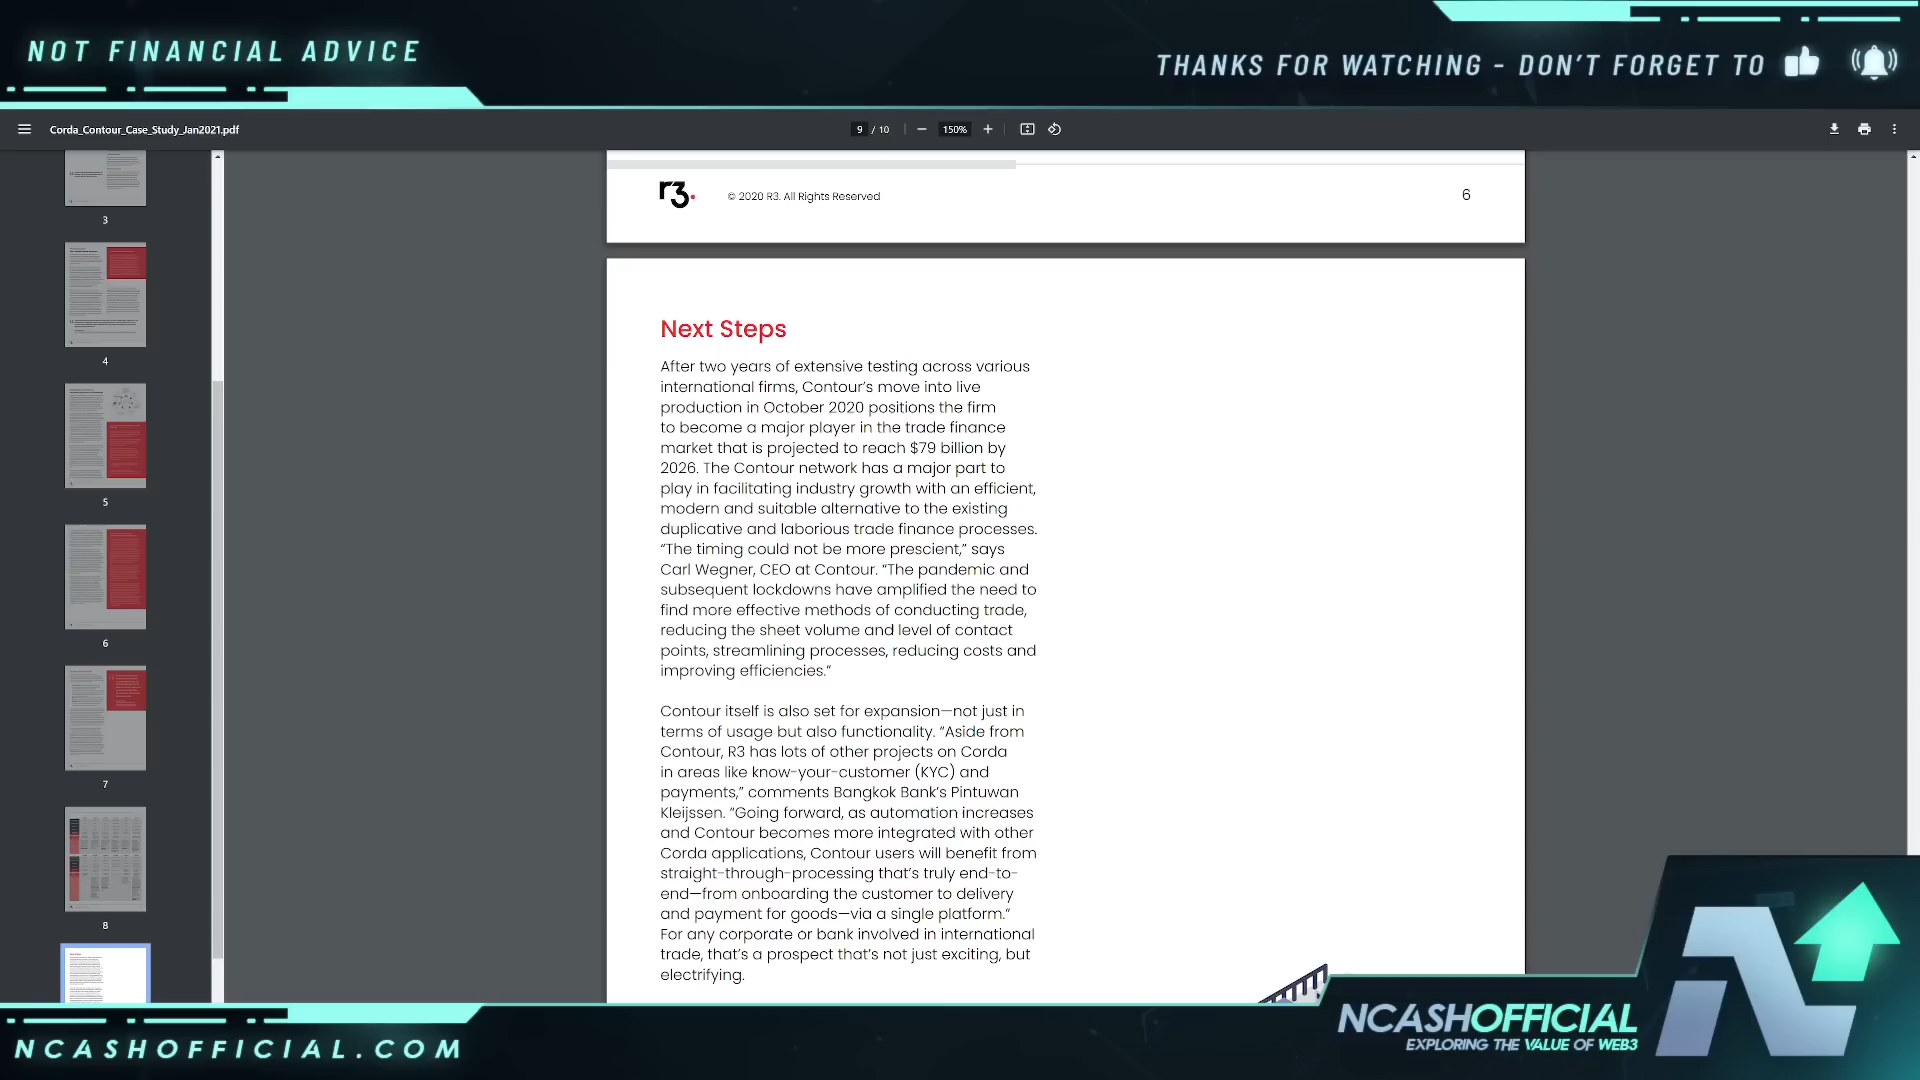 NOT FINANCIAL ADVICE
THANKS FOR WATCHING - DON'T FORGET TO
Corda_Contour_Case_Study_Jan2021.pdf
9 / 10
150%
r3.
© 2020 R3. All Rights Reserved
6
Next Steps
After two years of extensive testing across various
international firms, Contour's move into live
production in October 2020 positions the firm
to become a major player in the trade finance
market that is projected to reach $79 billion by
2026. The Contour network has a major part to
play in facilitating industry growth with an efficient,
modern and suitable alternative to the existing
duplicative and laborious trade finance processes.
“The timing could not be more prescient,” says
Carl Wegner, CEO at Contour. “The pandemic and
subsequent lockdowns have amplified the need to
find more effective methods of conducting trade,
reducing the sheet volume and level of contact
points, streamlining processes, reducing costs and
improving efficiencies.”
Contour itself is also set for expansion—not just in
terms of usage but also functionality. “Aside from
Contour, R3 has lots of other projects on Corda
in areas like know-your-customer (KYC) and
payments,” comments Bangkok Bank's Pintuwan
Kleijssen. “Going forward, as automation increases
and Contour becomes more integrated with other
Corda applications, Contour users will benefit from
straight-through-processing that's truly end-to-
end—from onboarding the customer to delivery
and payment for goods—via a single platform.”
For any corporate or bank involved in international
trade, that's a prospect that's not just exciting, but
electrifying.
3
4
5
6
7
8
NCASHOFFICIAL.COM
NCASHOFFICIAL
EXPLORING THE VALUE OF WEB3